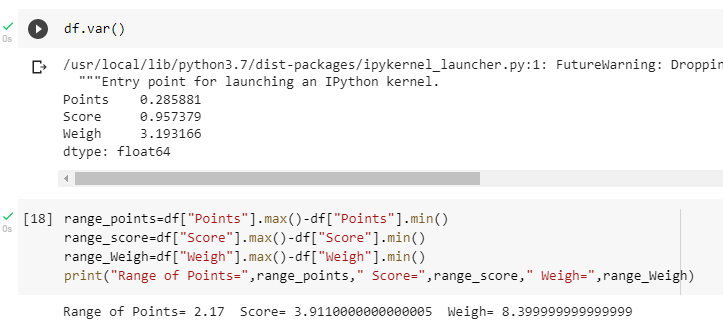 0s
df.var()
/usr/local/lib/python3.7/dist-packages/ipykernel_launcher.py:1: FutureWarning: Droppin
"""Entry point for launching an IPython kernel.
Points 0.285881
Score 0.957379
Weigh 3.193166
dtype: float64
0s
[18] range_points=df["Points"].max()-df["Points"].min()
range_score=df["Score"].max()-df["Score"].min()
range_Weigh=df["Weigh"].max()-df["Weigh"].min()
print("Range of Points=",range_points," Score=",range_score," Weigh=",range_Weigh)
Range of Points= 2.17  Score= 3.9110000000000005  Weigh= 8.399999999999999